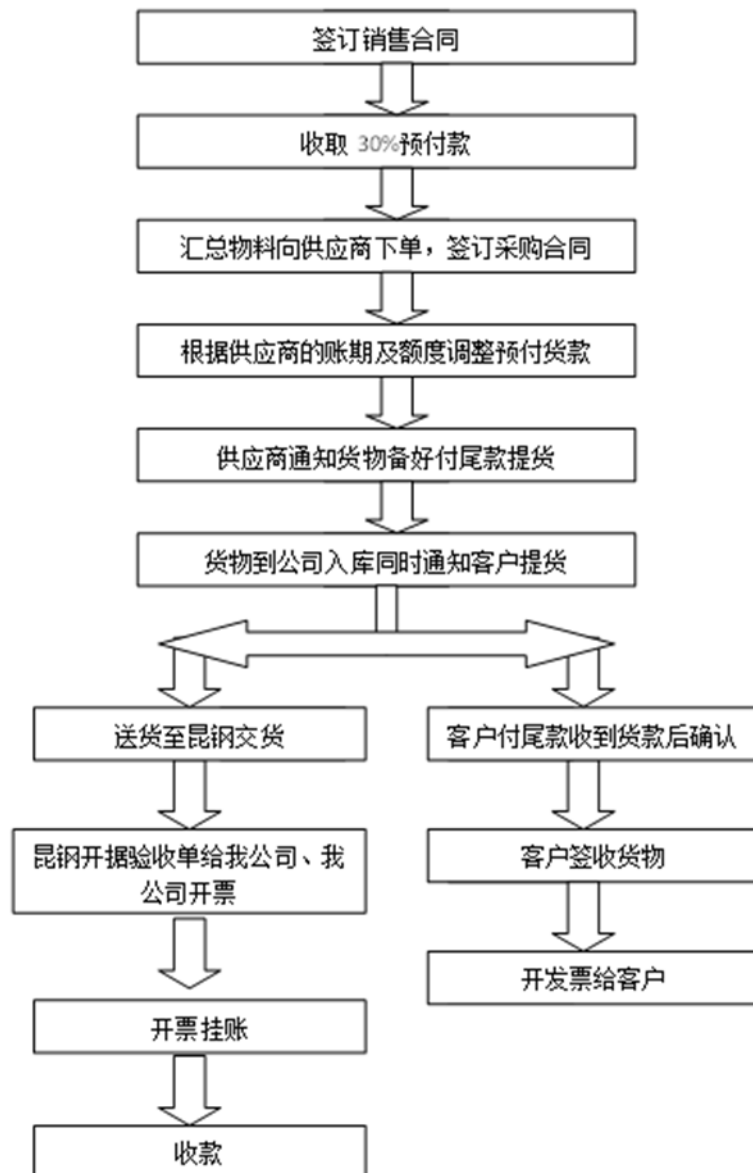 签订销售合同
收取 30%预付款
汇总物料向供应商下单，签订采购合同
根据供应商的账期及额度调整预付货款
供应商通知货物备好付尾款提货
货物到公司入库同时通知客户提货
送货至昆钢交货
昆钢开据验收单给我公司、我
公司开票
开票挂账
收款
客户付尾款收到货款后确认
客户签收货物
开发票给客户